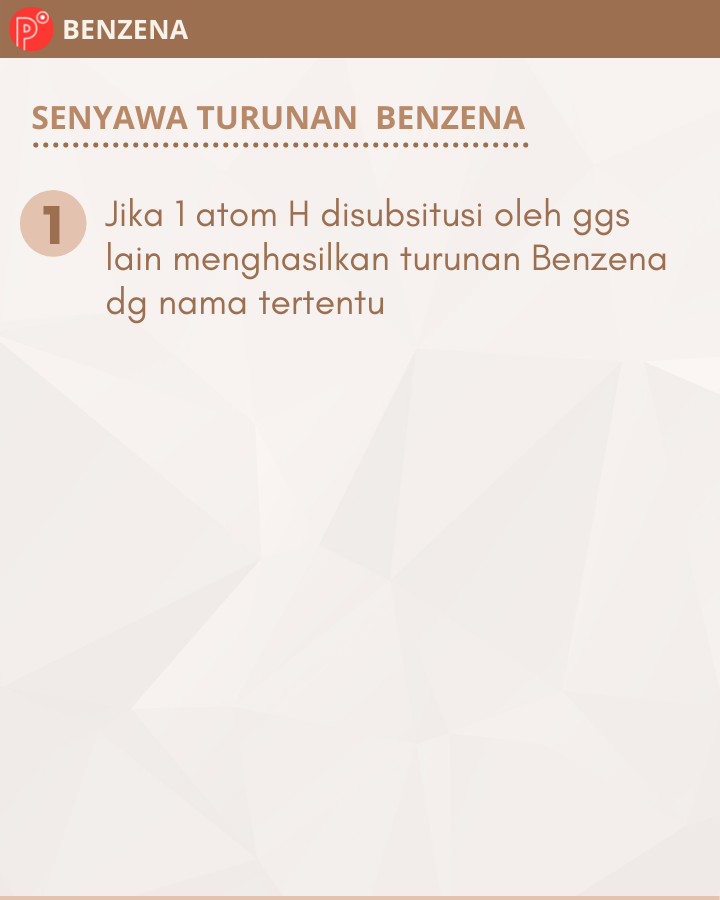 BENZENA
SENYAWA TURUNAN BENZENA
1
Jika 1 atom H disubsitusi oleh ggs
lain menghasilkan turunan Benzena
dg nama tertentu